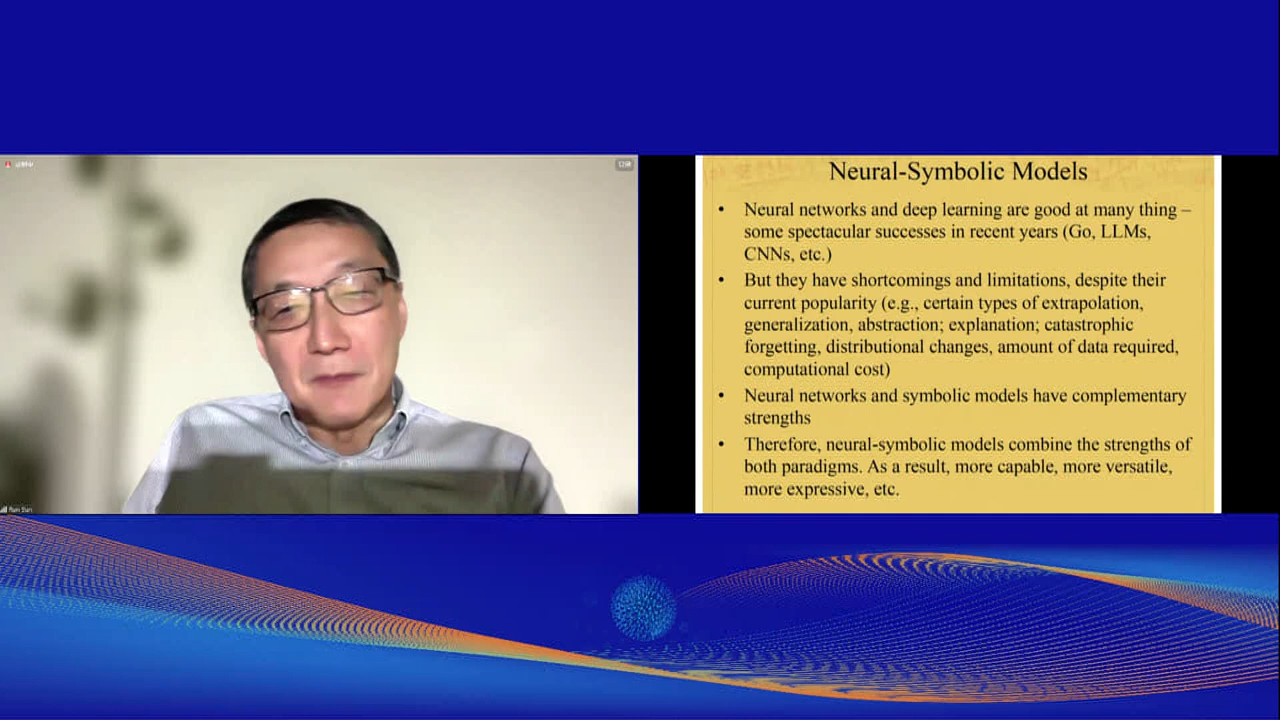 Neural-Symbolic Models
• Neural networks and deep learning are good at many thing –
some spectacular successes in recent years (Go, LLMs,
CNNs, etc.)
• But they have shortcomings and limitations, despite their
current popularity (e.g., certain types of extrapolation,
generalization, abstraction; explanation; catastrophic
forgetting, distributional changes, amount of data required,
computational cost)
• Neural networks and symbolic models have complementary
strengths
• Therefore, neural-symbolic models combine the strengths of
both paradigms. As a result, more capable, more versatile,
more expressive, etc.
Ron Sun